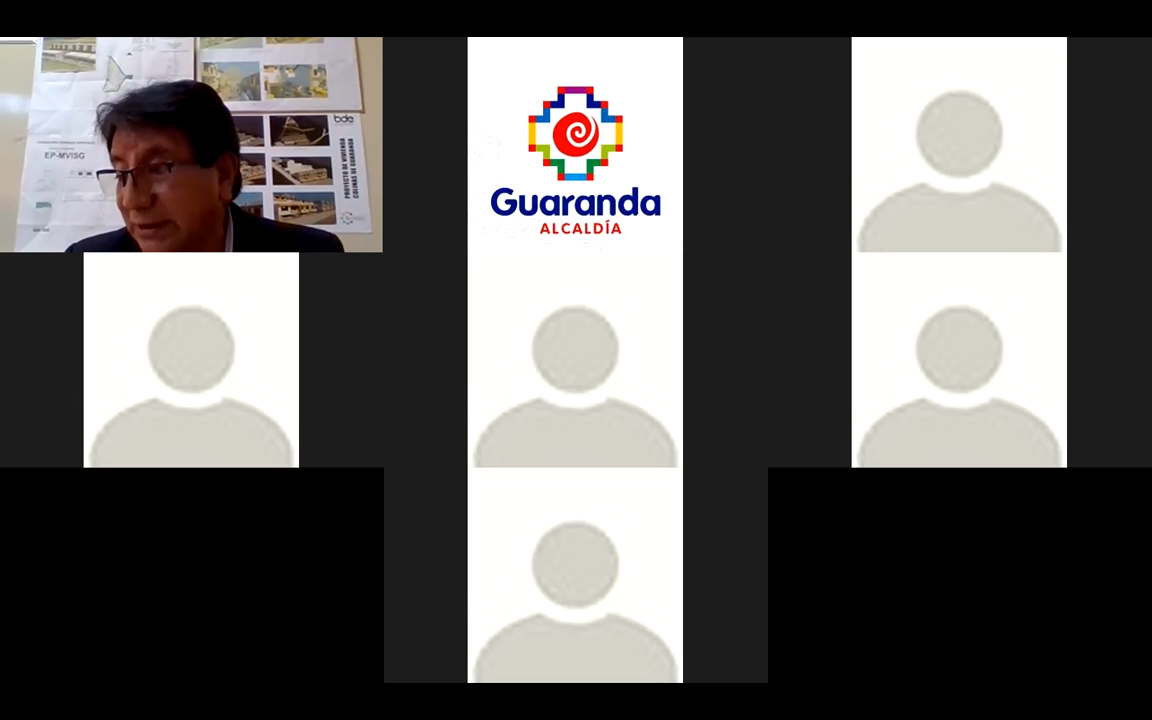 bde
EP-MVISG
PROYECTO DE VIVIENDA
COLINAS DE GUARANDA
Guaranda
ALCALDÍA